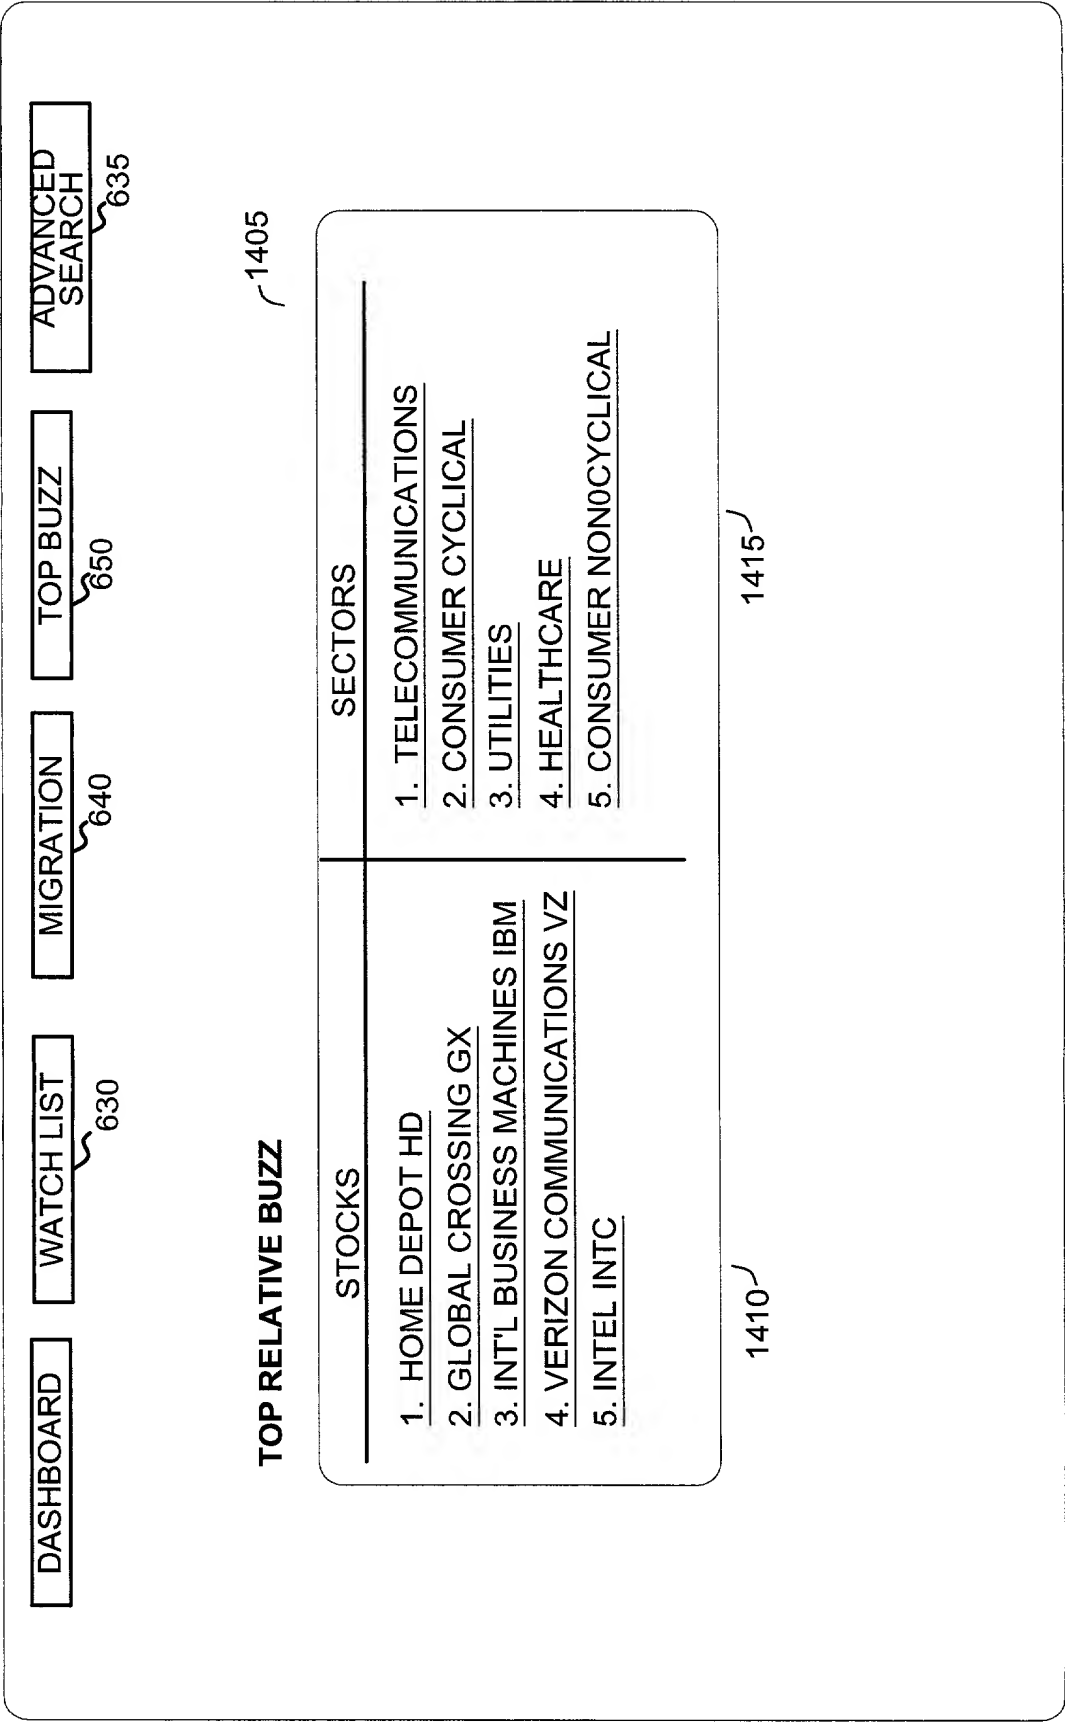 DASHBOARD
WATCH LIST
630
MIGRATION
640
TOP BUZZ
650
ADVANCED
SEARCH
635
TOP RELATIVE BUZZ
1405
STOCKS
1. HOME DEPOT HD
2. GLOBAL CROSSING GX
3. INT'L BUSINESS MACHINES IBM
4. VERIZON COMMUNICATIONS VZ
5. INTEL INTC
SECTORS
1. TELECOMMUNICATIONS
2. CONSUMER CYCLICAL
3. UTILITIES
4. HEALTHCARE
5. CONSUMER NON0CYCLICAL
1410
1415